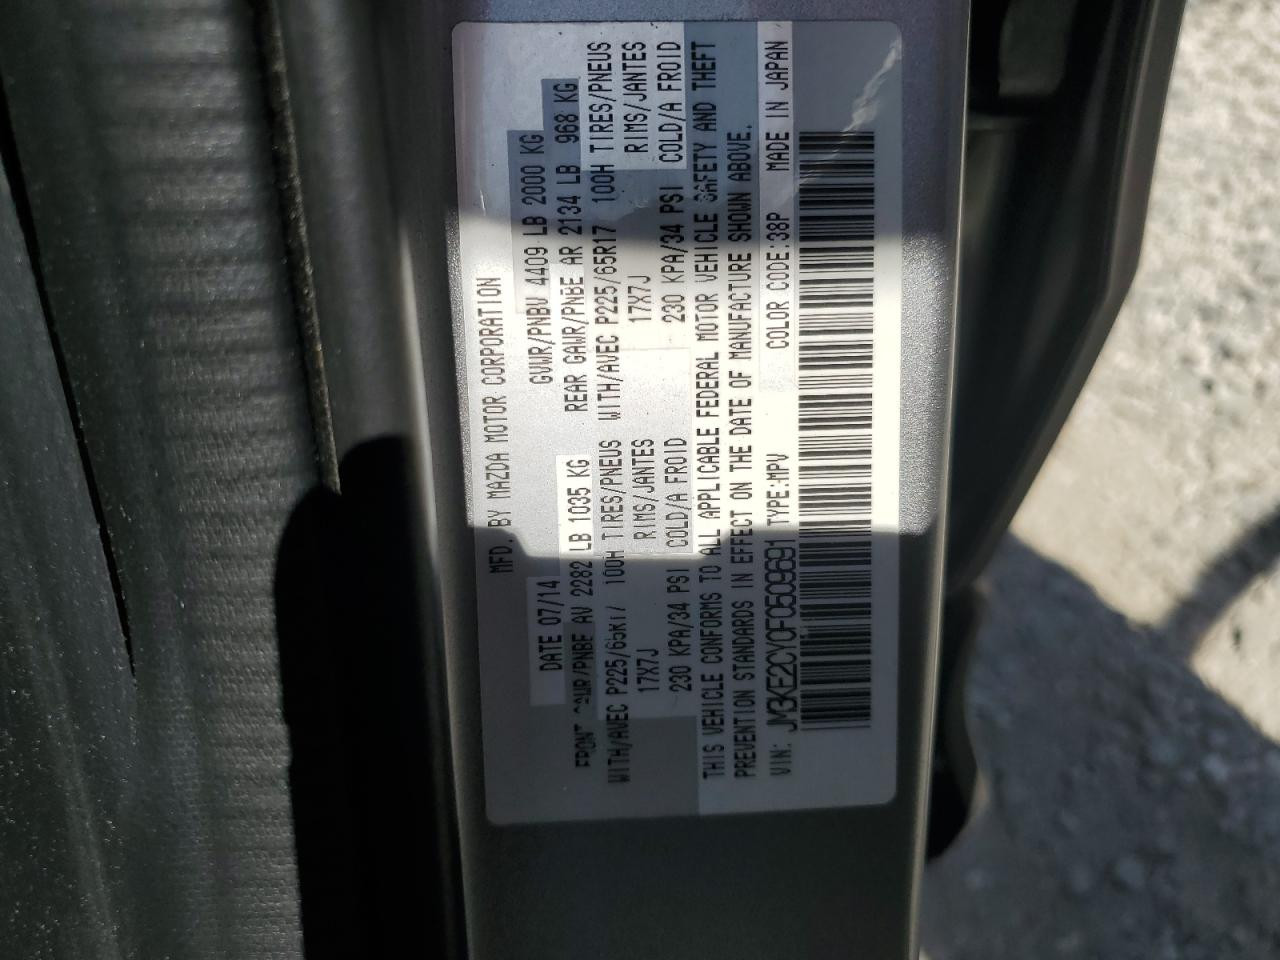 MFD. BY MAZDA MOTOR CORPORATION
DATE 07/14 GVWR/PNBV 4409 LB 2000 KG
FRONT GAWR/PNBE AV 2282 LB 1035 KG REAR GAWR/PNBE AR 2134 LB 968 KG
WITH/AVEC P225/65R17 100H TIRES/PNEUS WITH/AVEC P225/65R17 100H TIRES/PNEUS
17X7J RIMS/JANTES 17X7J RIMS/JANTES
230 KPA/34 PSI COLD/A FROID 230 KPA/34 PSI COLD/A FROID
THIS VEHICLE CONFORMS TO ALL APPLICABLE FEDERAL MOTOR VEHICLE SAFETY AND THEFT
PREVENTION STANDARDS IN EFFECT ON THE DATE OF MANUFACTURE SHOWN ABOVE.
VIN: JM3KE2CY0F0509691 TYPE:MPV COLOR CODE:38P MADE IN JAPAN